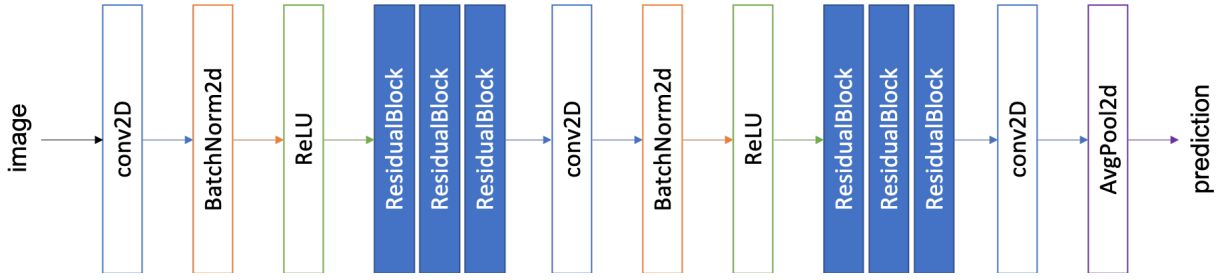 image
conv2D
BatchNorm2d
ReLU
ResidualBlock
ResidualBlock
ResidualBlock
conv2D
BatchNorm2d
ReLU
ResidualBlock
ResidualBlock
ResidualBlock
conv2D
AvgPool2d
prediction